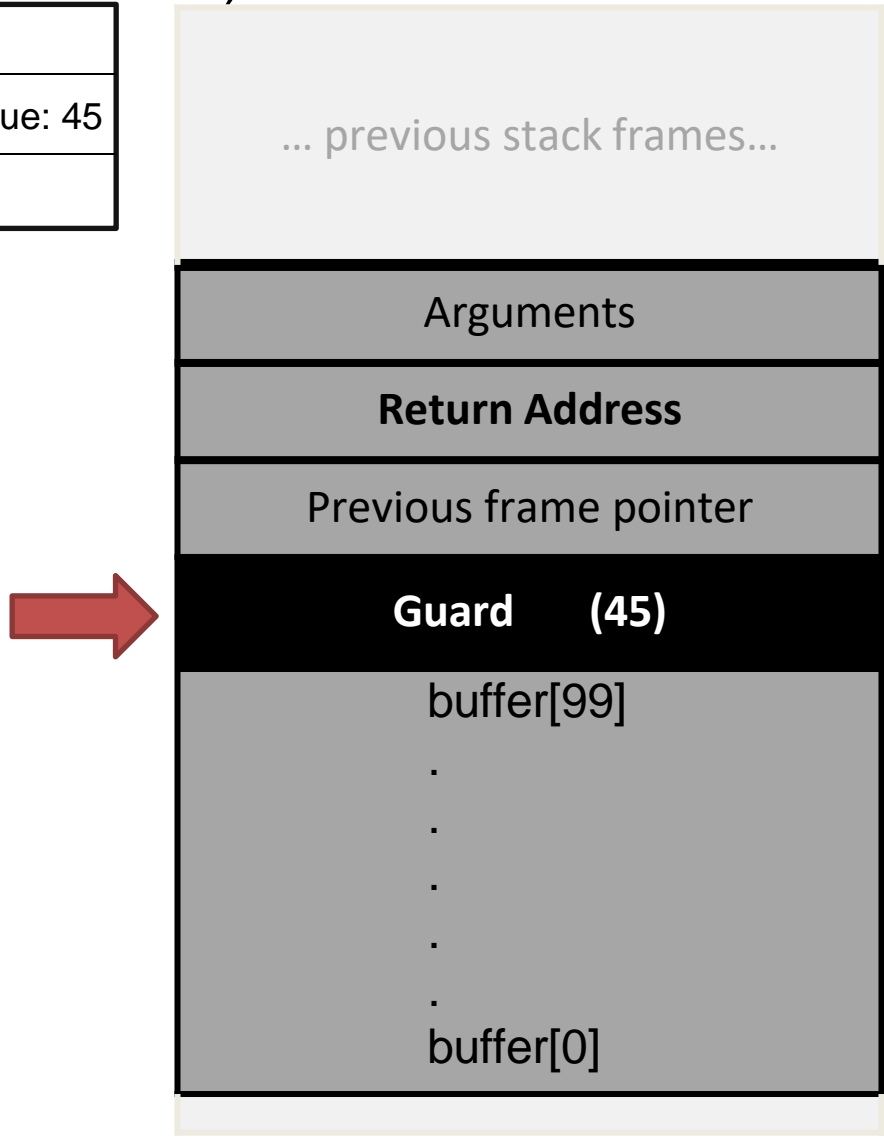 ue: 45
… previous stack frames…
Arguments
Return Address
Previous frame pointer
Guard (45)
buffer[99]
.
.
.
.
.
buffer[0]